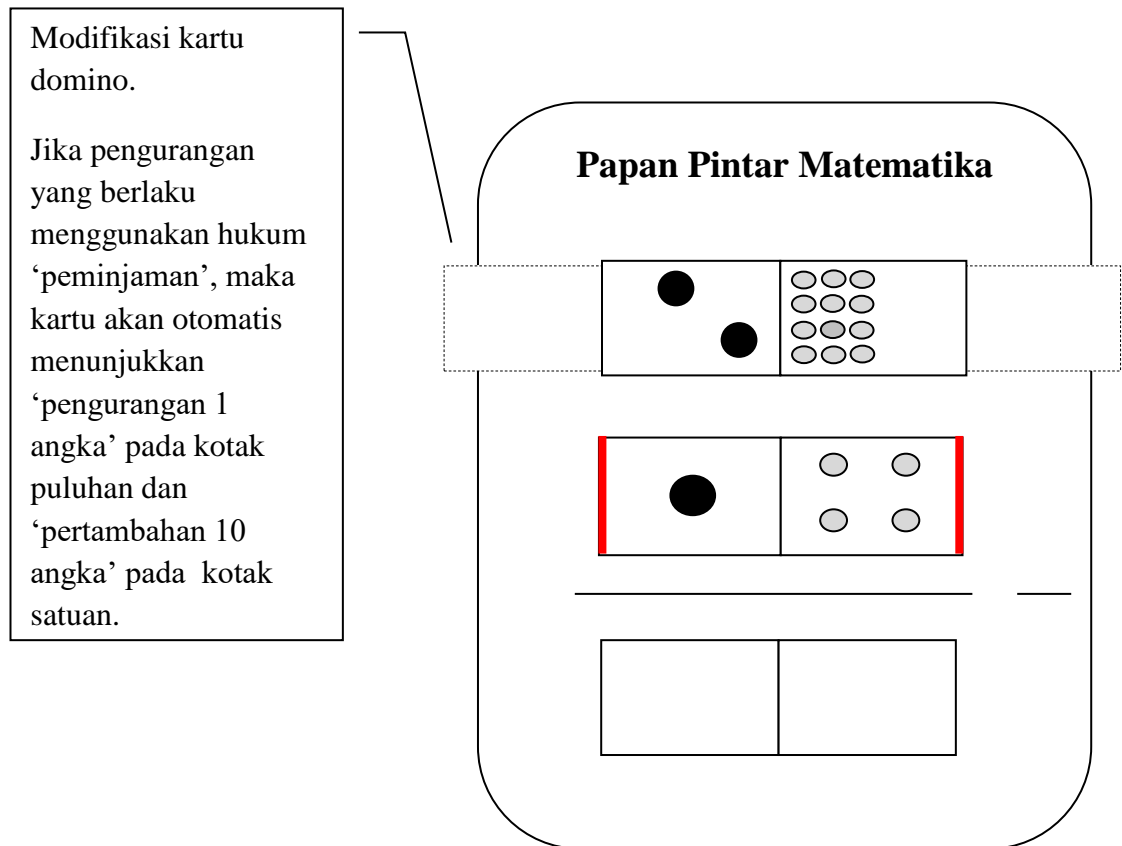 Modifikasi kartu
domino.
Jika pengurangan
yang berlaku
menggunakan hukum
‘peminjaman’, maka
kartu akan otomatis
menunjukkan
‘pengurangan 1
angka’ pada kotak
puluhan dan
‘pertambahan 10
angka’ pada kotak
satuan.
Papan Pintar Matematika